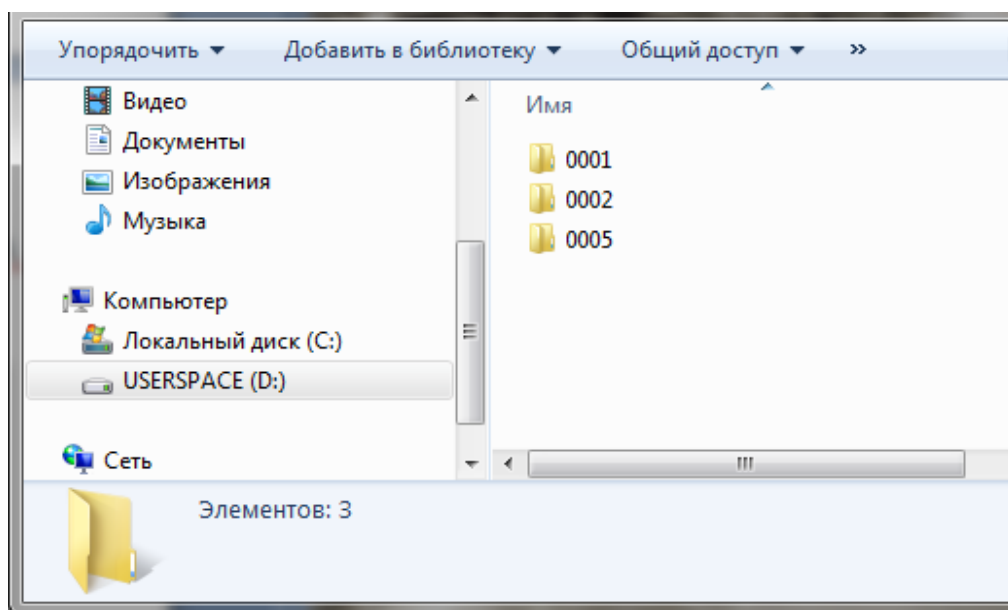 Упорядочить Добавить в библиотеку Общий доступ »
Видео
Документы
Изображения
Музыка
Компьютер
Локальный диск (C:)
USERSPACE (D:)
Сеть
Имя
0001
0002
0005
Элементов: 3